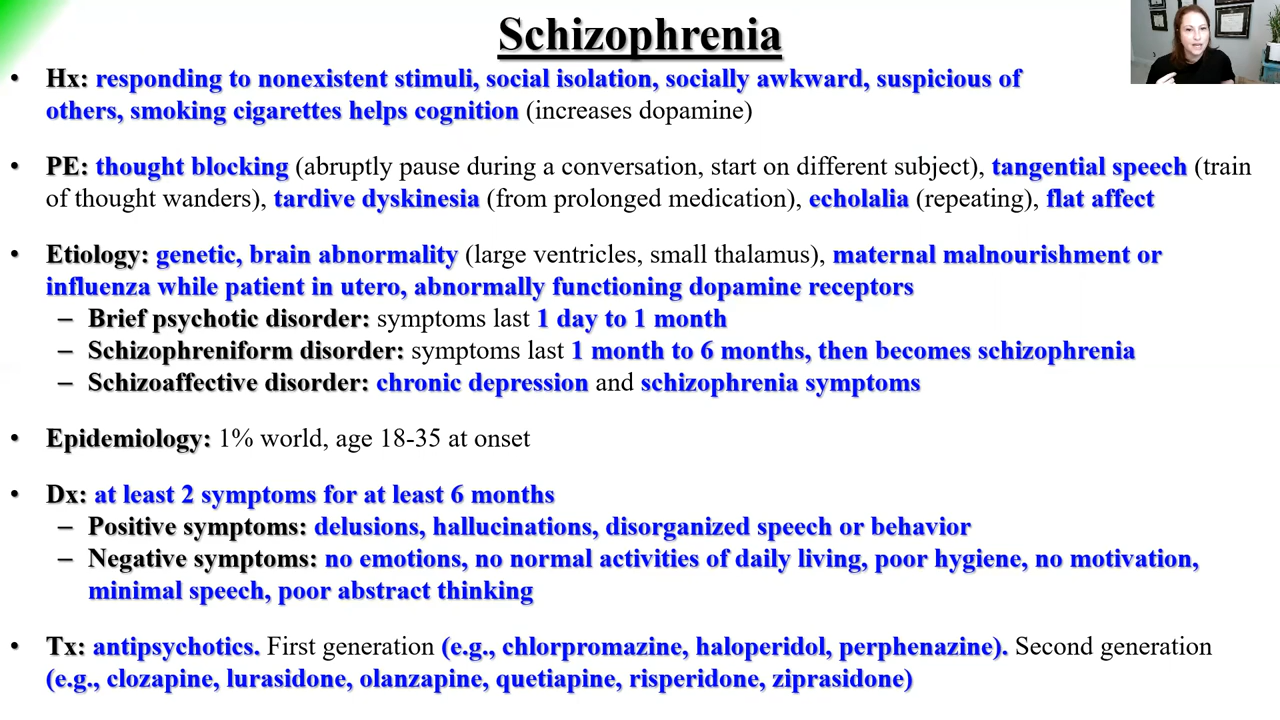 Schizophrenia
• Hx: responding to nonexistent stimuli, social isolation, socially awkward, suspicious of
others, smoking cigarettes helps cognition (increases dopamine)
• PE: thought blocking (abruptly pause during a conversation, start on different subject), tangential speech (train
of thought wanders), tardive dyskinesia (from prolonged medication), echolalia (repeating), flat affect
• Etiology: genetic, brain abnormality (large ventricles, small thalamus), maternal malnourishment or
influenza while patient in utero, abnormally functioning dopamine receptors
– Brief psychotic disorder: symptoms last 1 day to 1 month
– Schizophreniform disorder: symptoms last 1 month to 6 months, then becomes schizophrenia
– Schizoaffective disorder: chronic depression and schizophrenia symptoms
• Epidemiology: 1% world, age 18-35 at onset
• Dx: at least 2 symptoms for at least 6 months
– Positive symptoms: delusions, hallucinations, disorganized speech or behavior
– Negative symptoms: no emotions, no normal activities of daily living, poor hygiene, no motivation,
minimal speech, poor abstract thinking
• Tx: antipsychotics. First generation (e.g., chlorpromazine, haloperidol, perphenazine). Second generation
(e.g., clozapine, lurasidone, olanzapine, quetiapine, risperidone, ziprasidone)